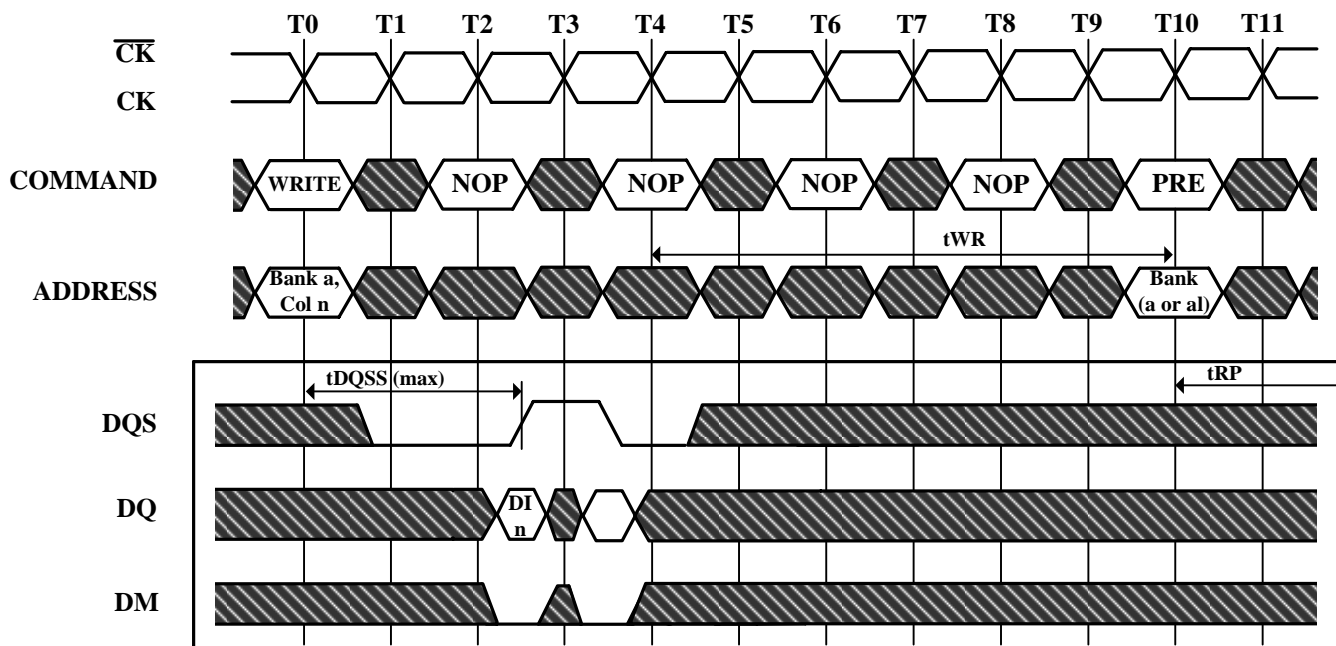 T0 T1 T2 T3 T4 T5 T6 T7 T8 T9 T10 T11
CK
CK
COMMAND WRITE NOP NOP NOP NOP PRE
tWR
ADDRESS Bank a, Col n Bank (a or al)
tDQSS (max) tRP
DQS
DQ DI n
DM